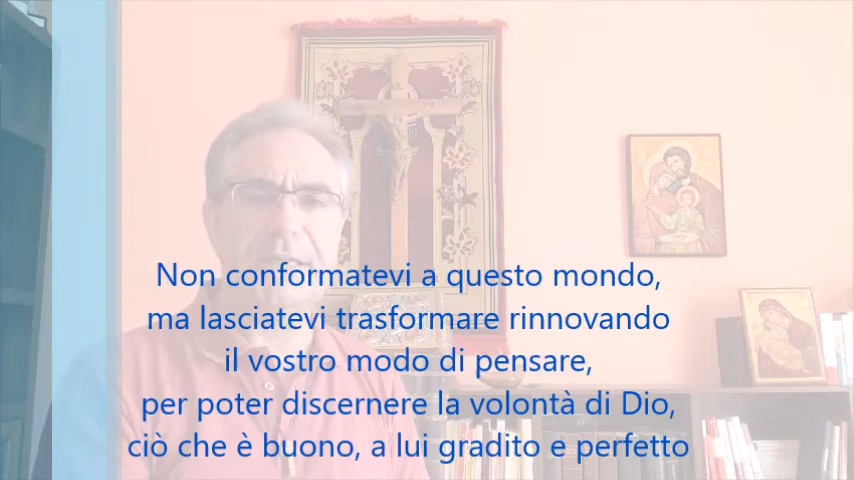 Non conformatevi a questo mondo,
ma lasciatevi trasformare rinnovando
il vostro modo di pensare,
per poter discernere la volontà di Dio,
ciò che è buono, a lui gradito e perfetto